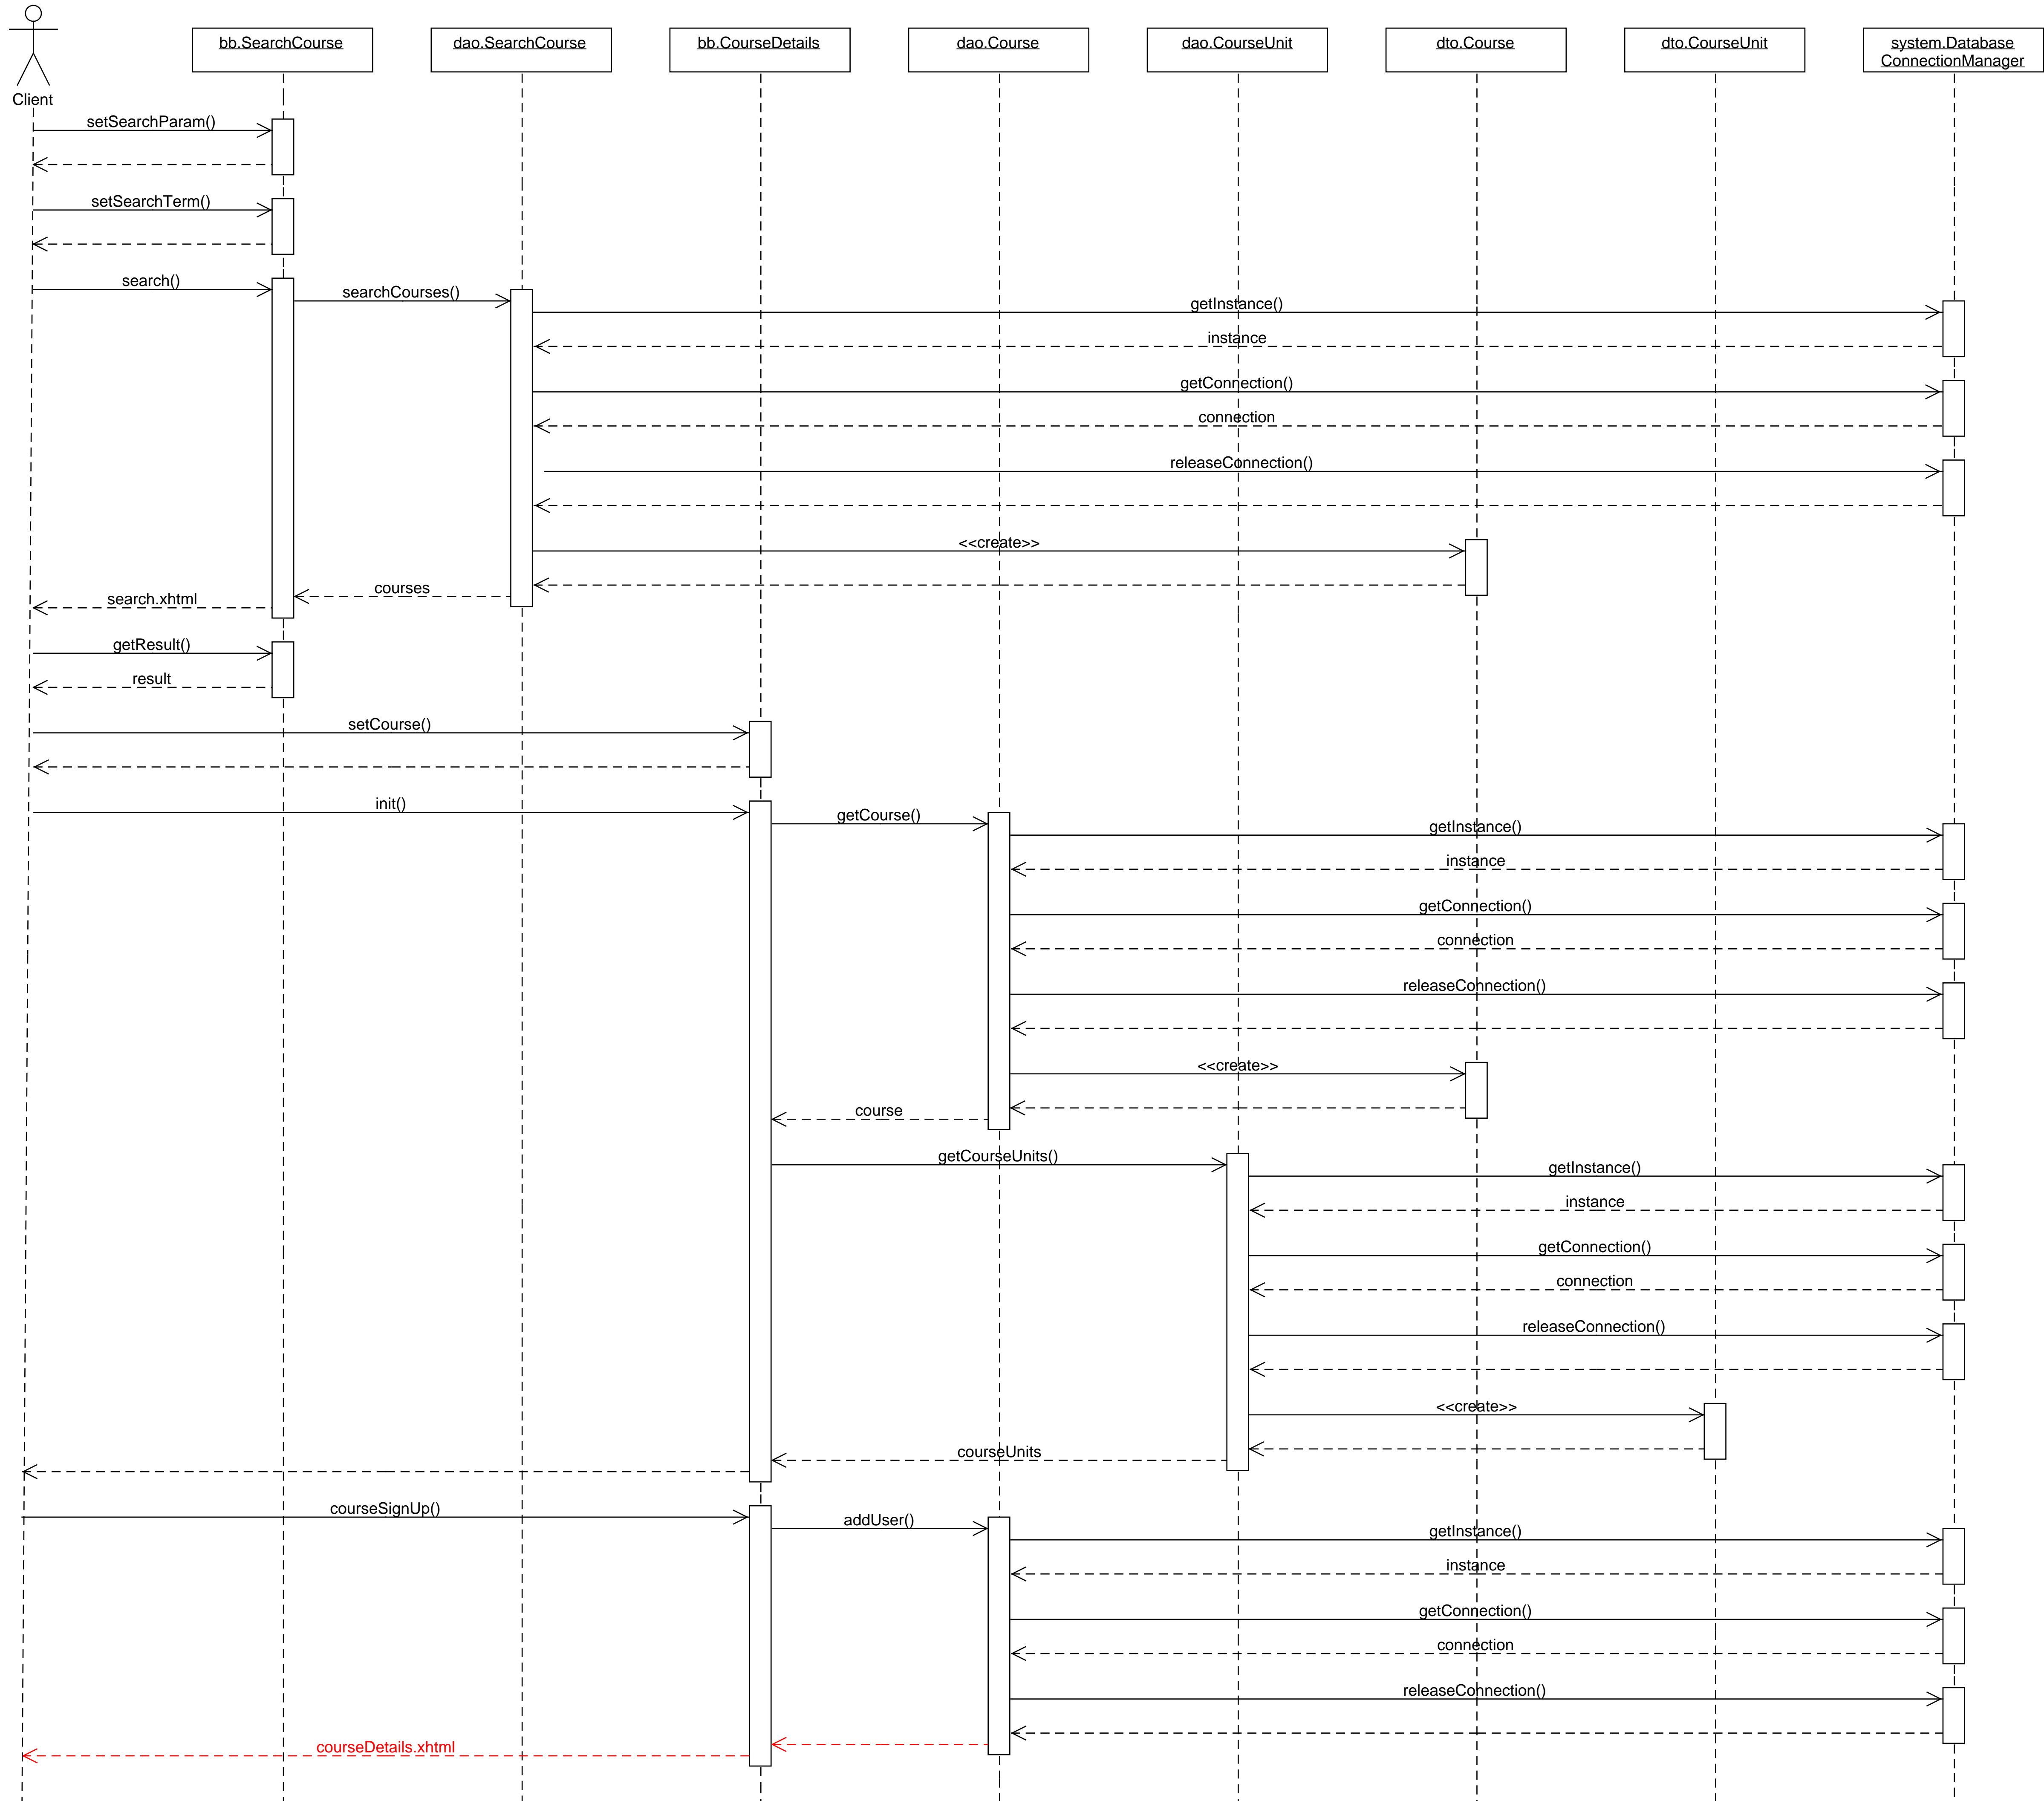 bb.SearchCourse
dao.SearchCourse
bb.CourseDetails
dao.Course
dao.CourseUnit
dto.Course
dto.CourseUnit
system.Database
ConnectionManager
Client
setSearchParam()
setSearchTerm()
search()
searchCourses()
getInstance()
instance
getConnection()
connection
releaseConnection()
<<create>>
courses
search.xhtml
getResult()
result
setCourse()
init()
getCourse()
getInstance()
instance
getConnection()
connection
releaseConnection()
<<create>>
course
getCourseUnits()
getInstance()
instance
getConnection()
connection
releaseConnection()
<<create>>
courseUnits
courseSignUp()
addUser()
getInstance()
instance
getConnection()
connection
releaseConnection()
courseDetails.xhtml